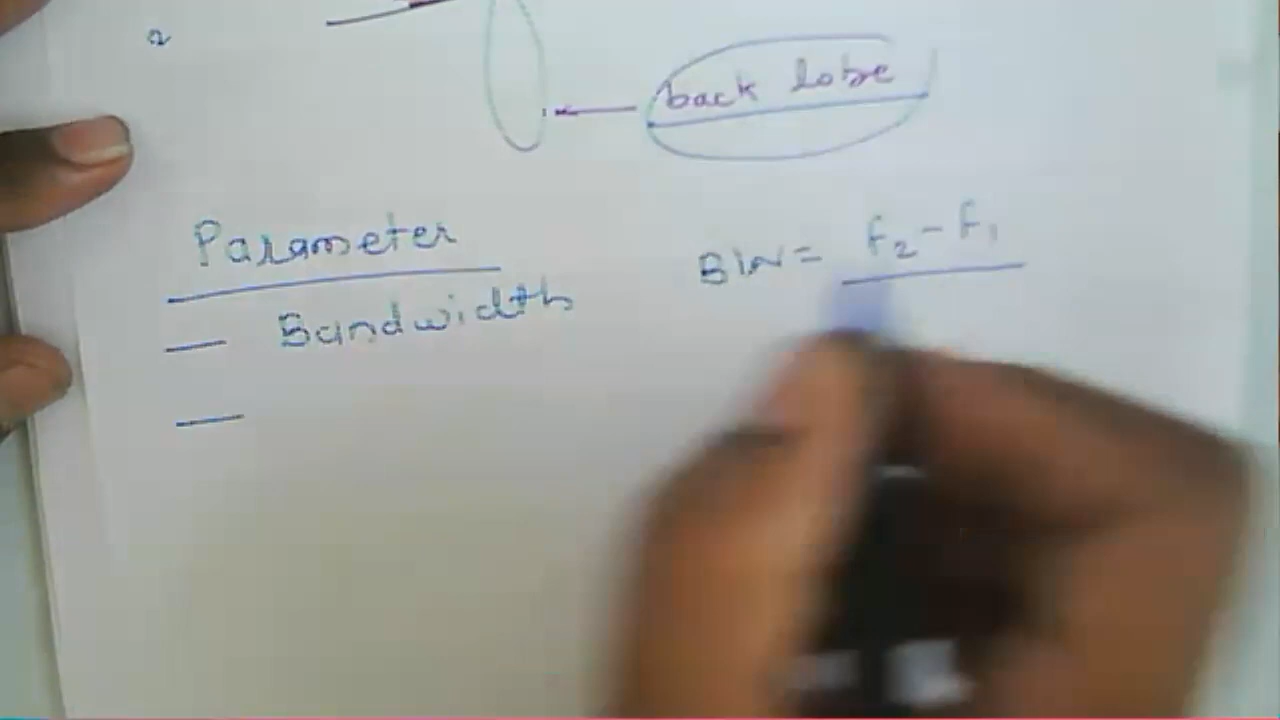 back lobe
Parameter
BW = F₂ - F₁
— Bandwidth
—